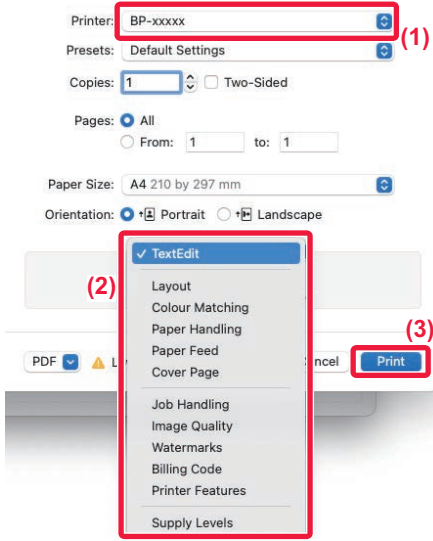 Printer: BP-xxxxx
(1)
Presets: Default Settings
Copies: 1 Two-Sided
Pages: All
From: 1 to: 1
Paper Size: A4 210 by 297 mm
Orientation: Portrait Landscape
(2)
✓ TextEdit
Layout
Colour Matching
Paper Handling
Paper Feed
Cover Page
(3)
PDF Print
Job Handling
Image Quality
Watermarks
Billing Code
Printer Features
Supply Levels